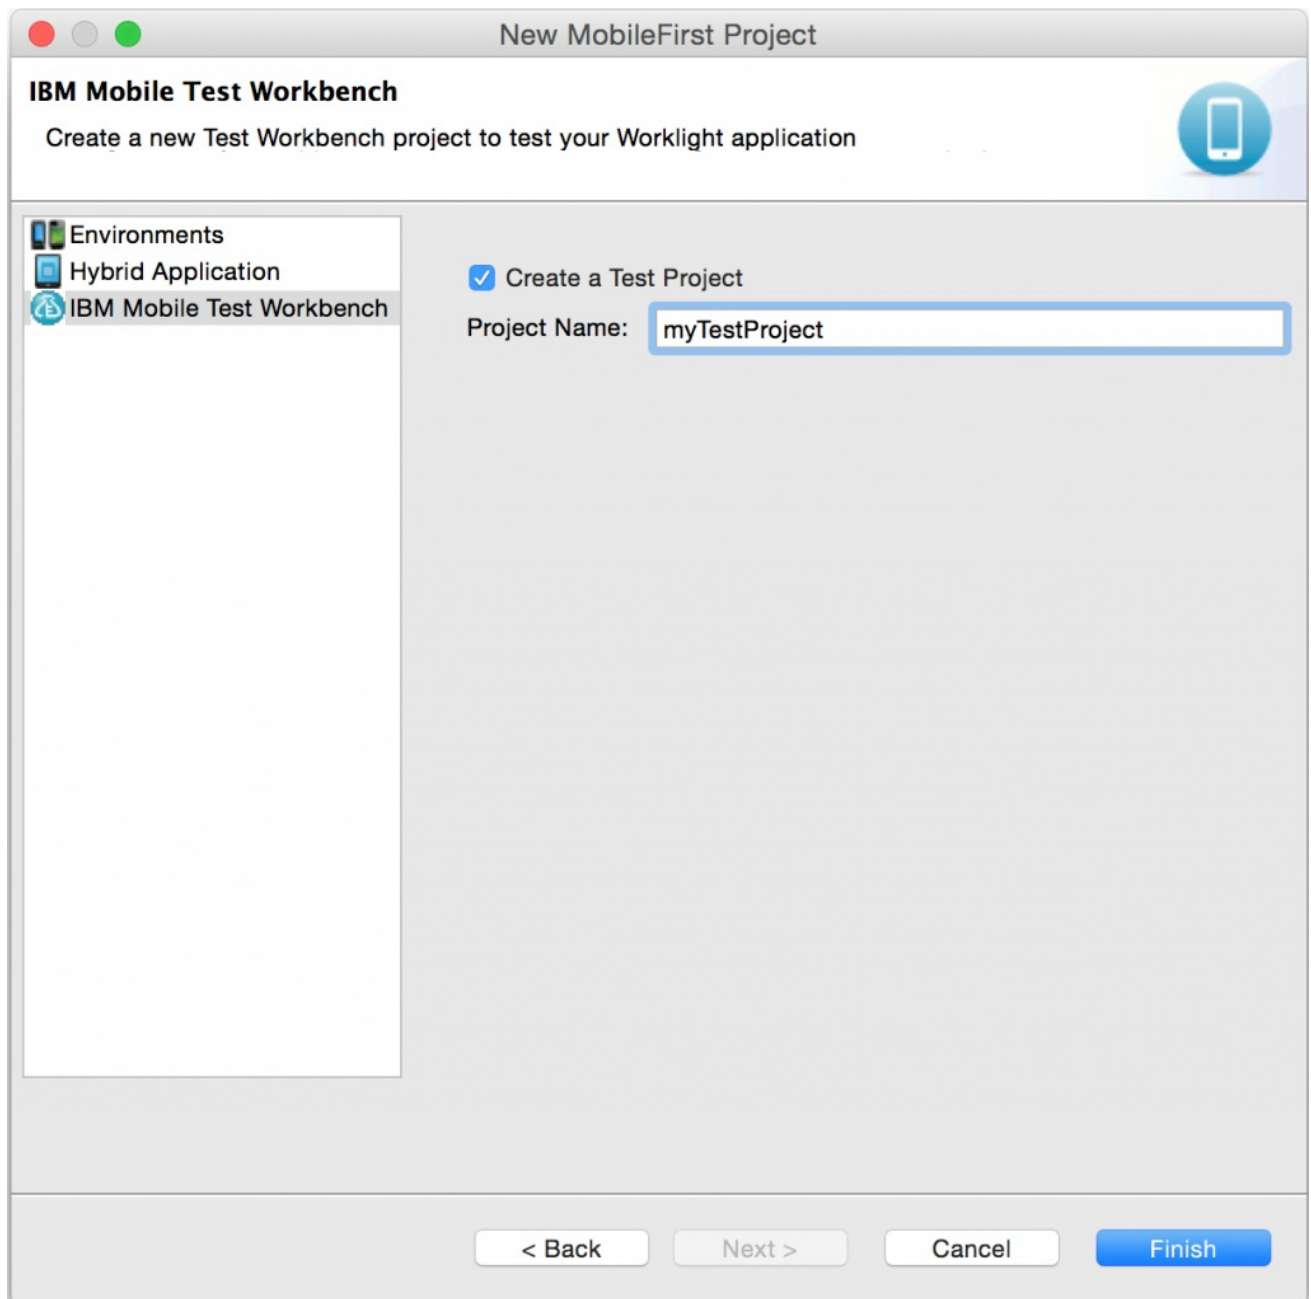 New MobileFirst Project
IBM Mobile Test Workbench
Create a new Test Workbench project to test your Worklight application
Environments
Hybrid Application
IBM Mobile Test Workbench
Create a Test Project
Project Name: myTestProject
< Back Next > Cancel Finish